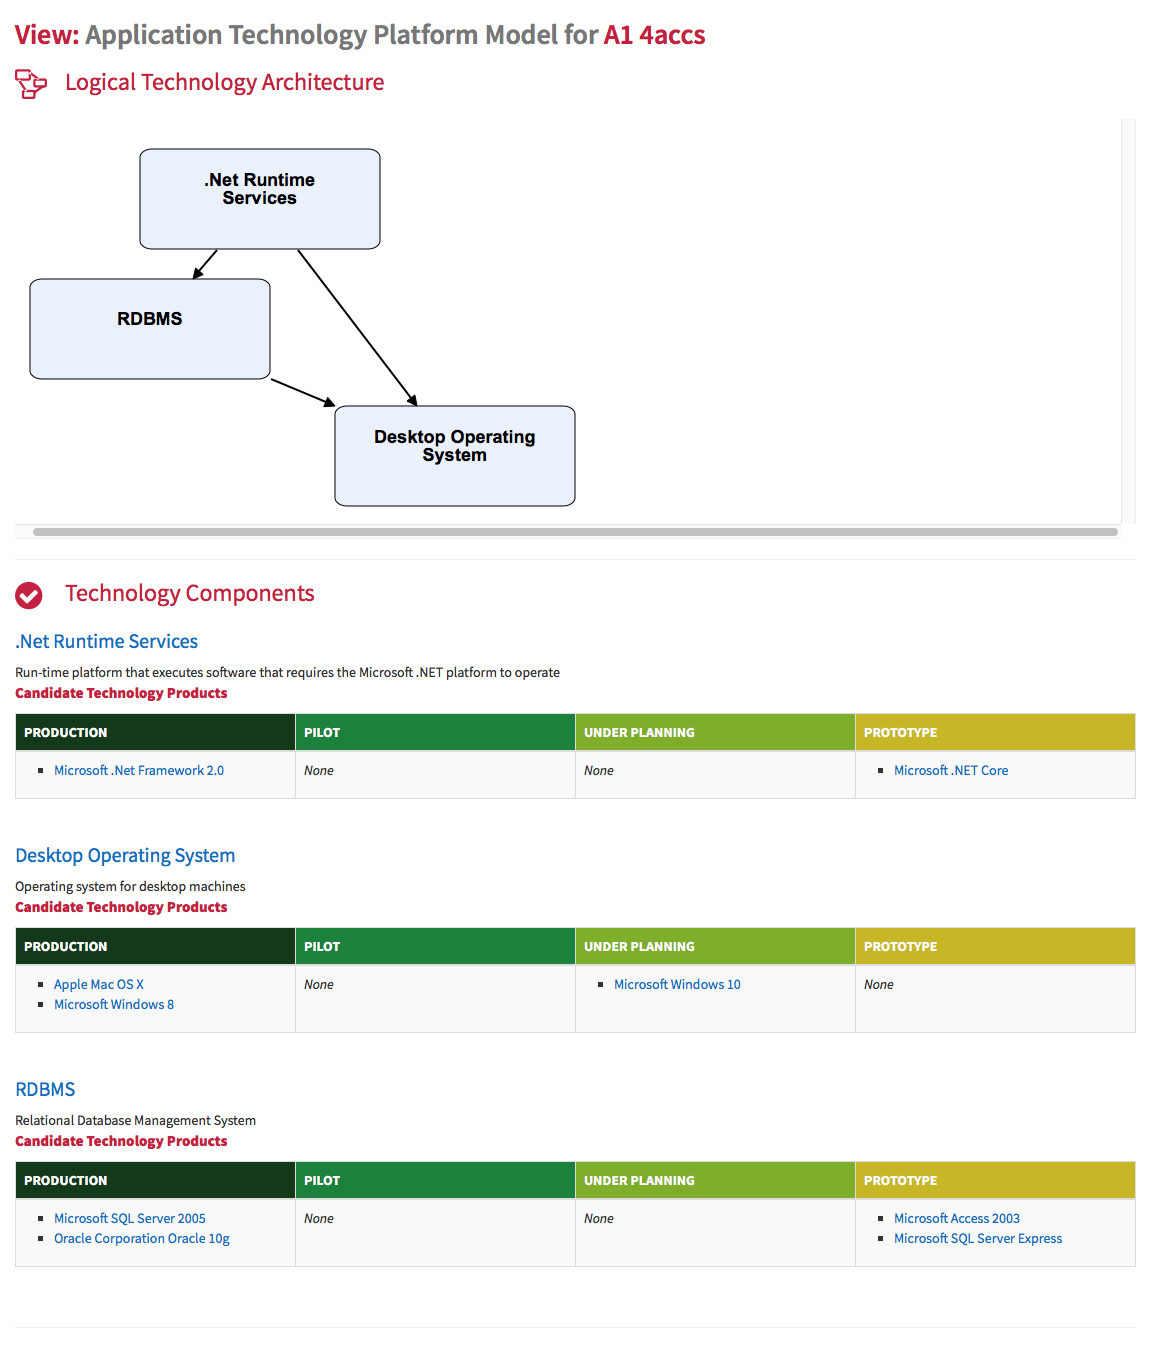 View: Application Technology Platform Model for A1 4accs
Logical Technology Architecture
.Net Runtime
Services
RDBMS
Desktop Operating
System
Technology Components
.Net Runtime Services
Run-time platform that executes software that requires the Microsoft .NET platform to operate
Candidate Technology Products
PRODUCTION PILOT UNDER PLANNING PROTOTYPE
Microsoft .Net Framework 2.0 None None Microsoft .NET Core
Desktop Operating System
Operating system for desktop machines
Candidate Technology Products
PRODUCTION PILOT UNDER PLANNING PROTOTYPE
Apple Mac OS X None Microsoft Windows 10 None
Microsoft Windows 8
RDBMS
Relational Database Management System
Candidate Technology Products
PRODUCTION PILOT UNDER PLANNING PROTOTYPE
Microsoft SQL Server 2005 None None Microsoft Access 2003
Oracle Corporation Oracle 10g Microsoft SQL Server Express